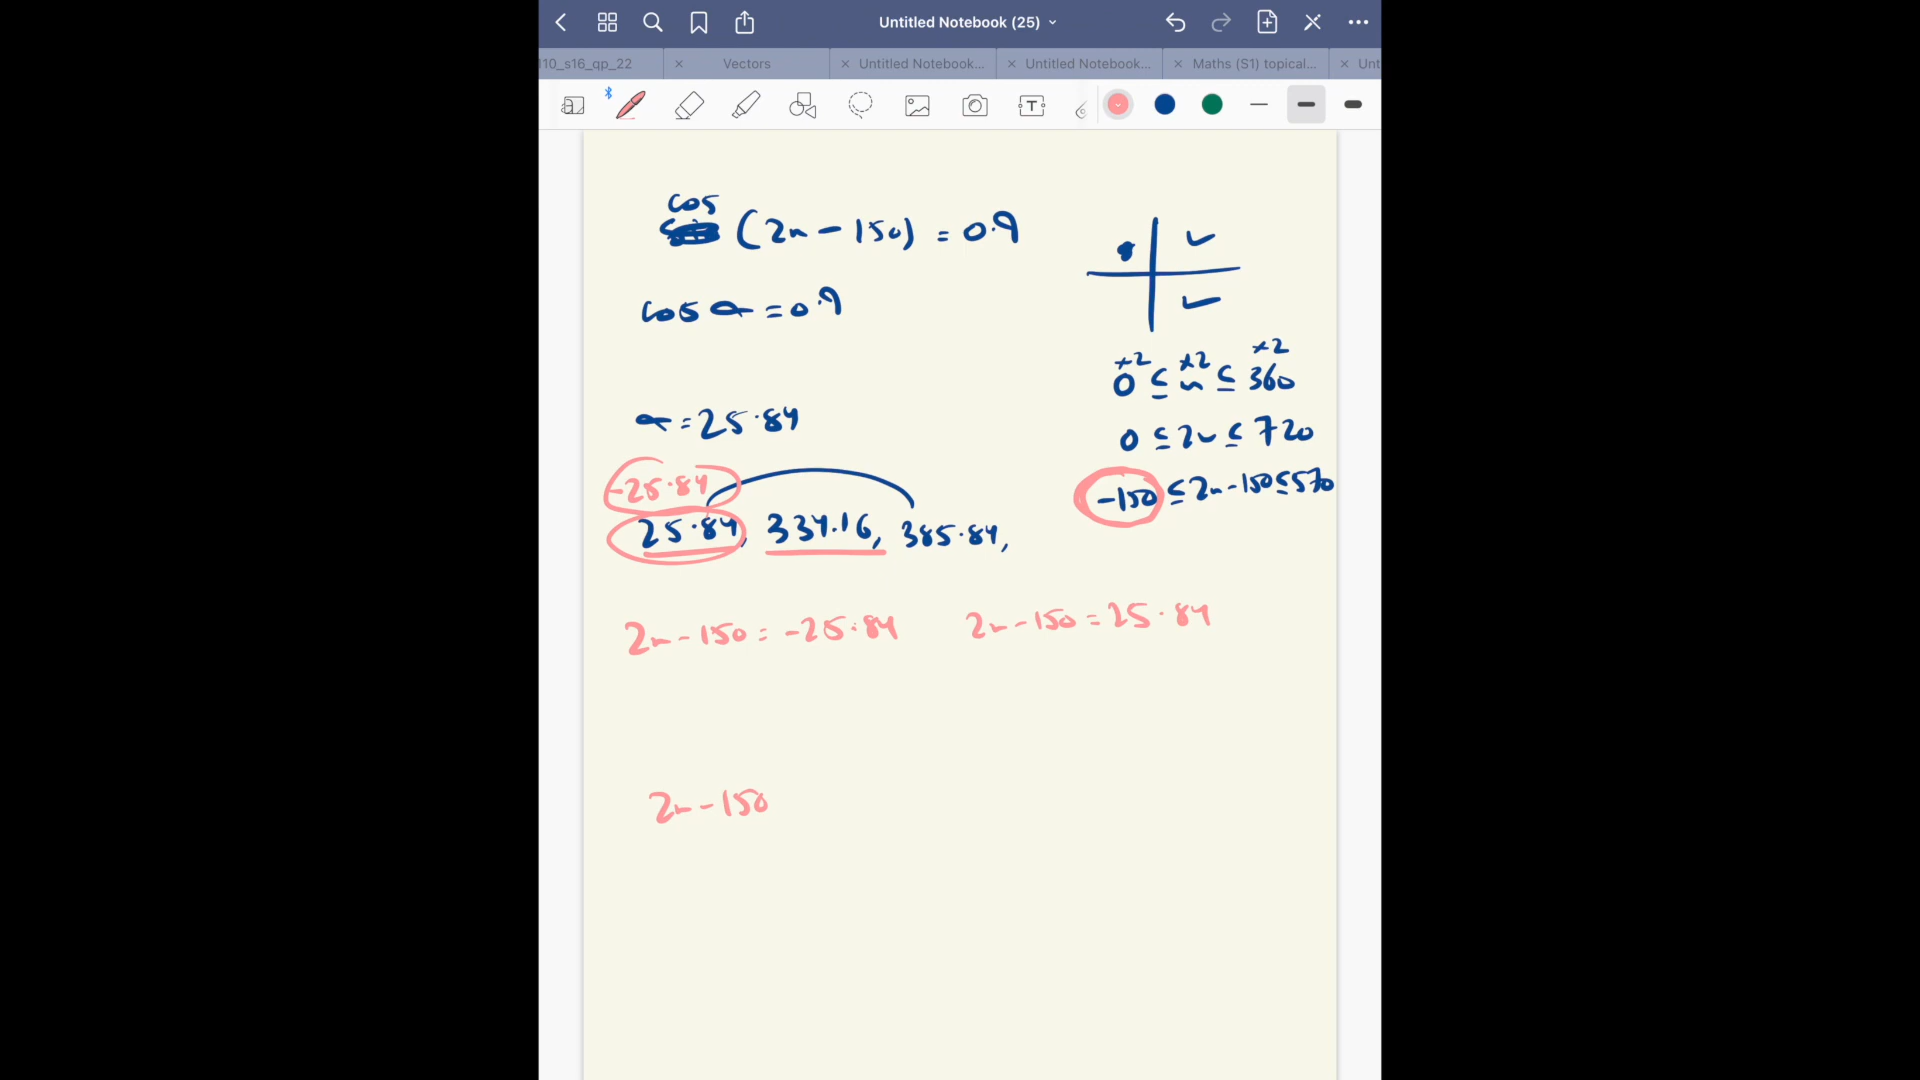 Untitled Notebook (25)
110_s16_qp_22
Vectors
Untitled Notebook...
Untitled Notebook...
Maths (S1) topical...
Unt
T
cos
(2x - 150) = 0.9
cos α = 0.9
×2 ×2 ×2
0 ≤ x ≤ 360
α = 25.84
0 ≤ 2x ≤ 720
-25.84
-150 ≤ 2x - 150 ≤ 570
25.84, 334.16, 385.84,
2x - 150 = -25.84
2x - 150 = 25.84
2x - 150